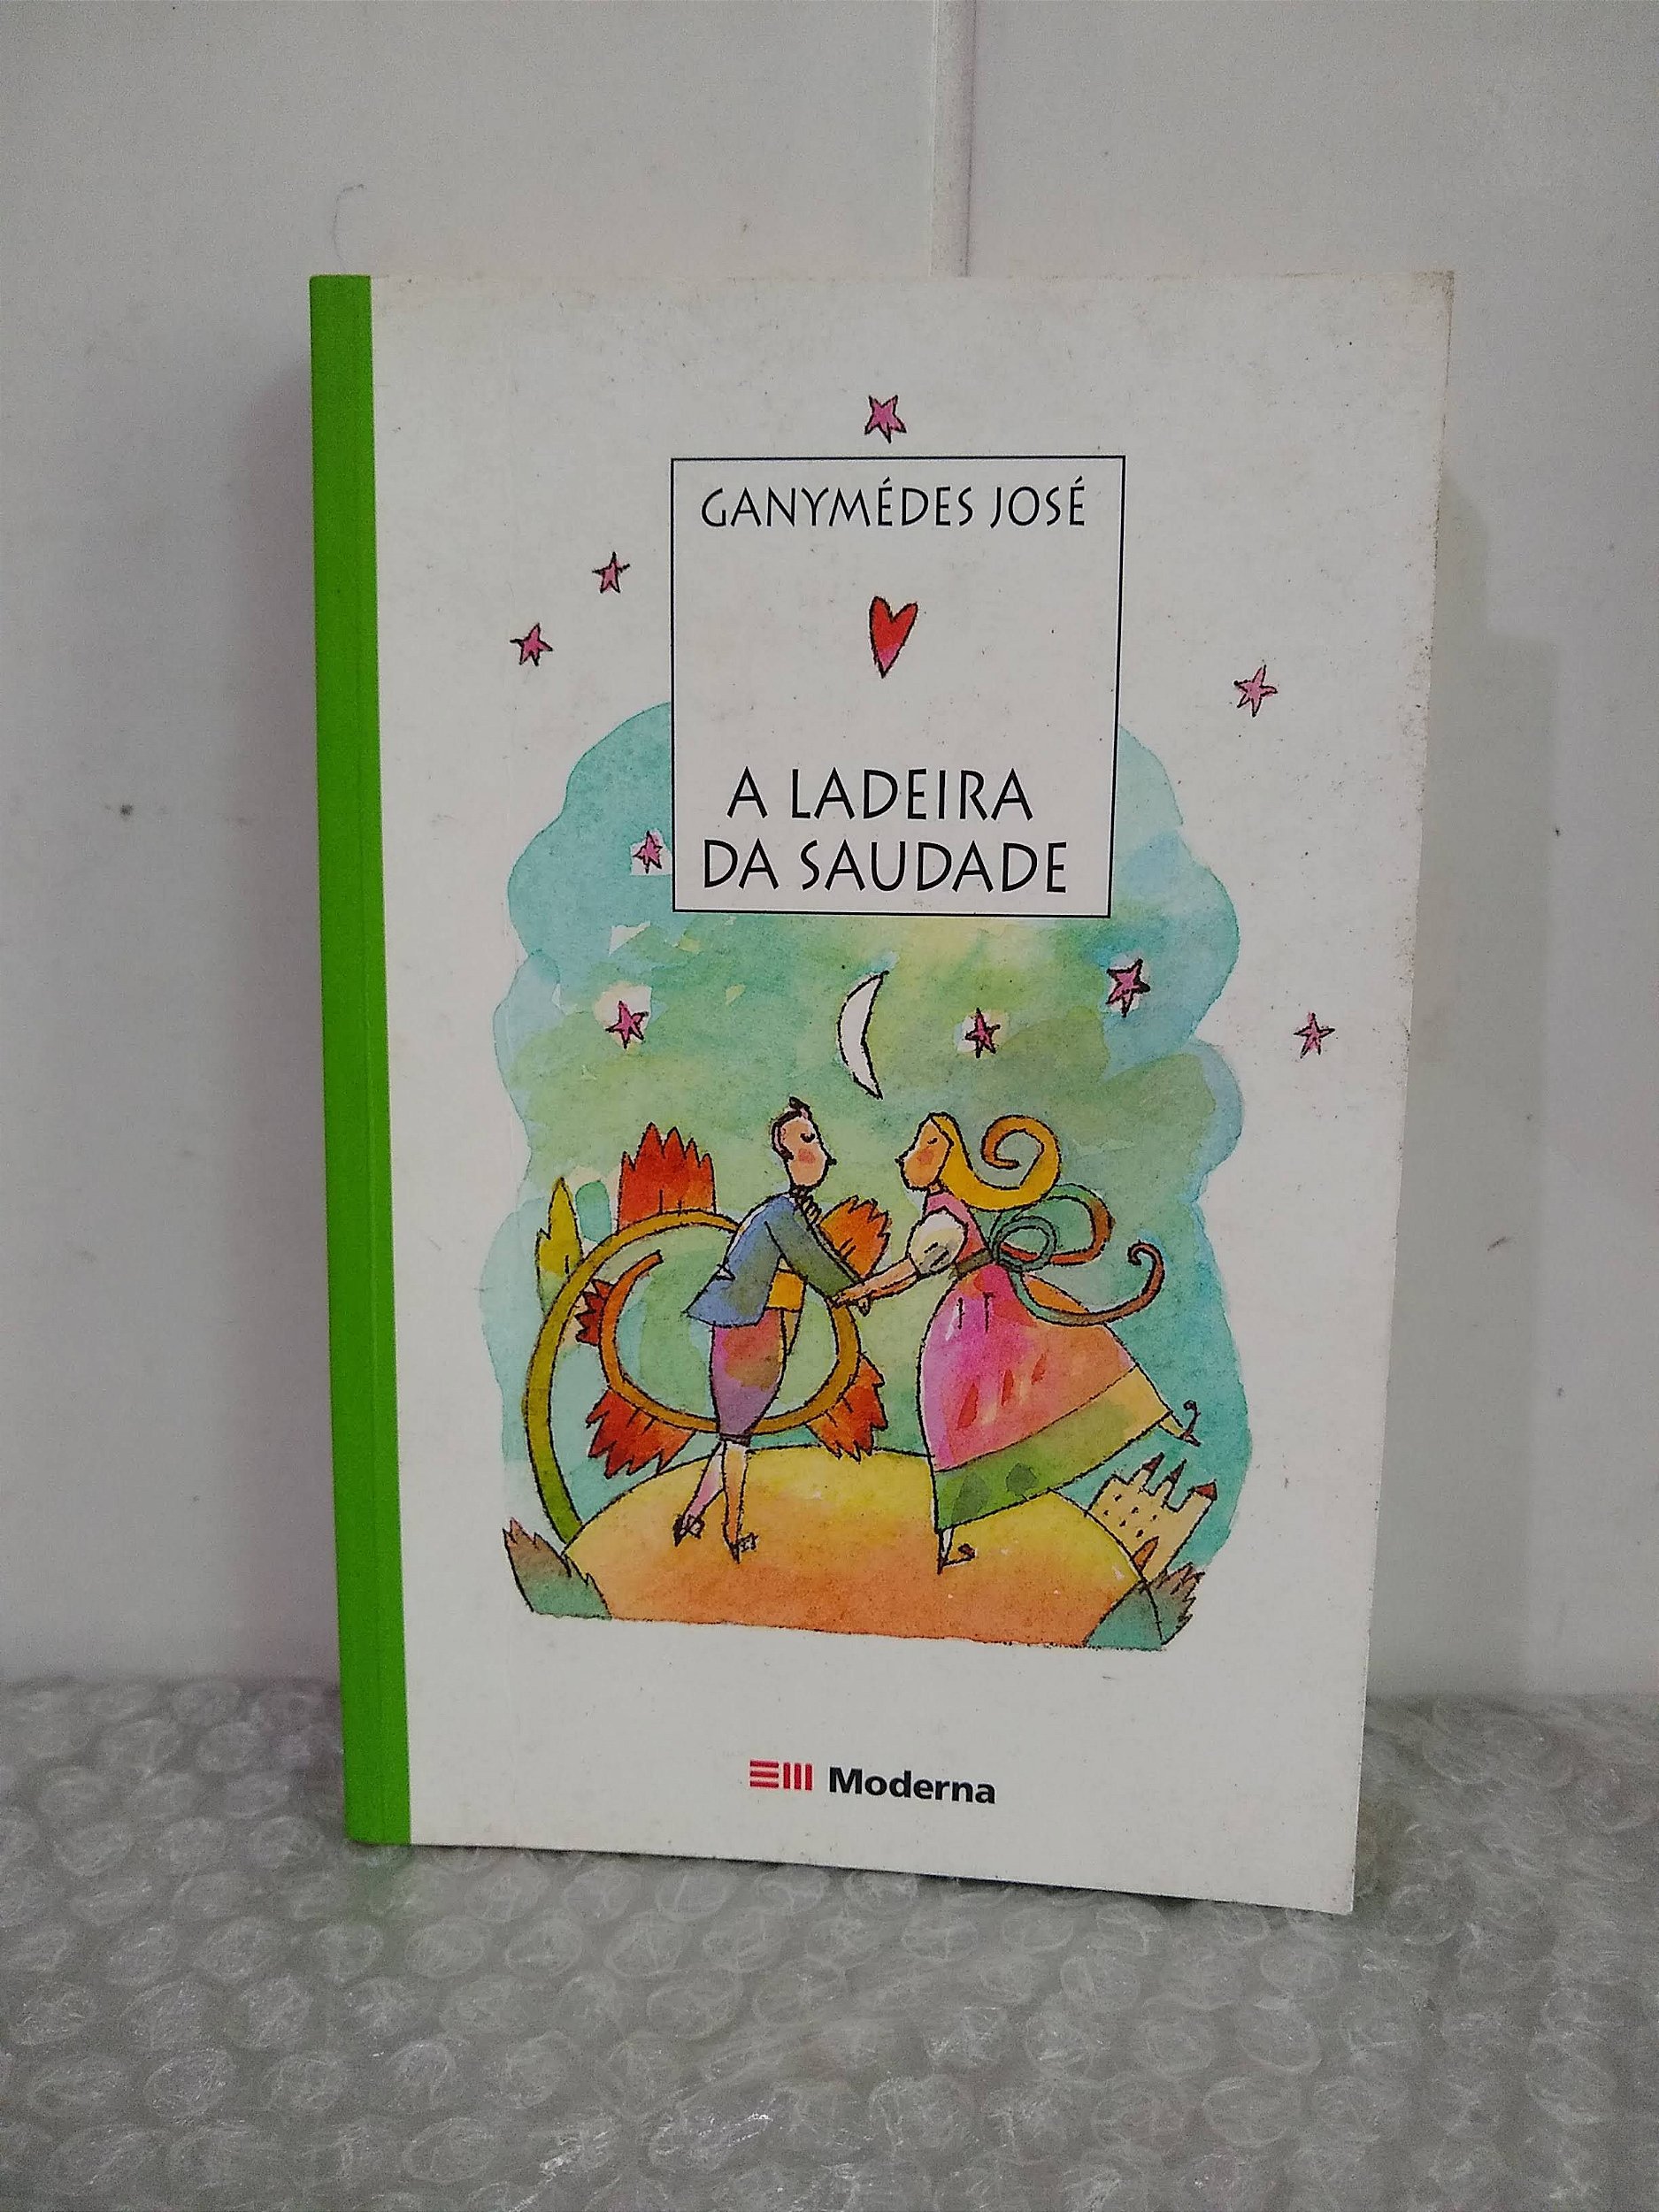 GANYMÉDES JOSÉ
A LADEIRA
DA SAUDADE
Moderna